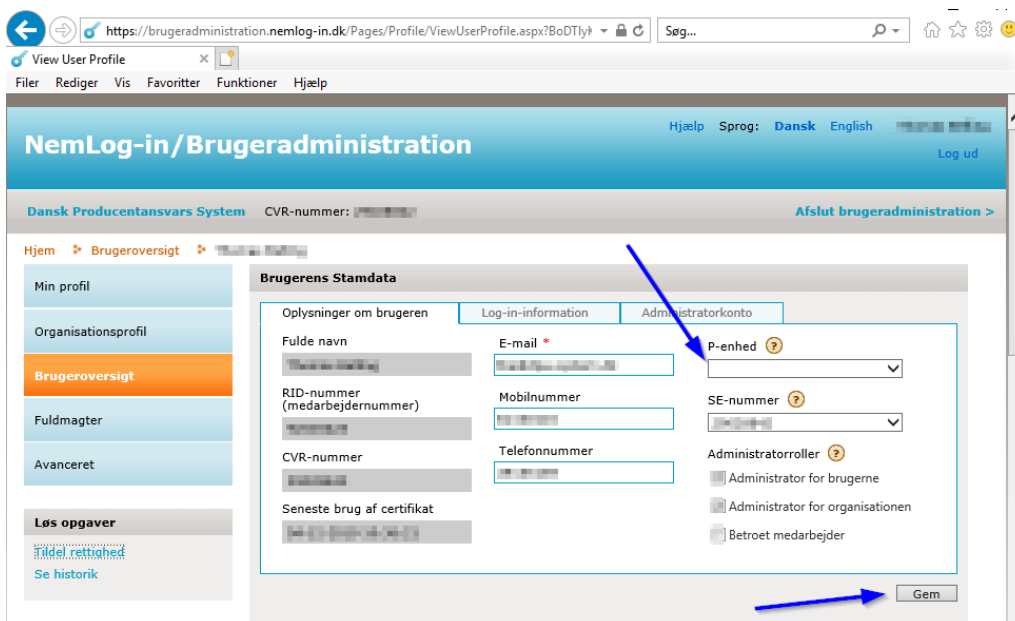 https://brugeradministration.nemlog-in.dk/Pages/Profile/ViewUserProfile.aspx?BoDTIyk
Søg...
View User Profile
Filer Rediger Vis Favoritter Funktioner Hjælp
Hjælp Sprog: Dansk English
NemLog-in/Brugeradministration
Log ud
Dansk Producentansvars System CVR-nummer:
Afslut brugeradministration >
Hjem Brugeroversigt
Min profil
Organisationsprofil
Brugeroversigt
Fuldmagter
Avanceret
Løs opgaver
Tildel rettighed
Se historik
Brugerens Stamdata
Oplysninger om brugeren Log-in-information Administratorkonto
Fulde navn
RID-nummer
(medarbejdernummer)
CVR-nummer
Seneste brug af certifikat
E-mail *
Mobilnummer
Telefonnummer
P-enhed ?
SE-nummer ?
Administratorroller ?
Administrator for brugerne
Administrator for organisationen
Betroet medarbejder
Gem